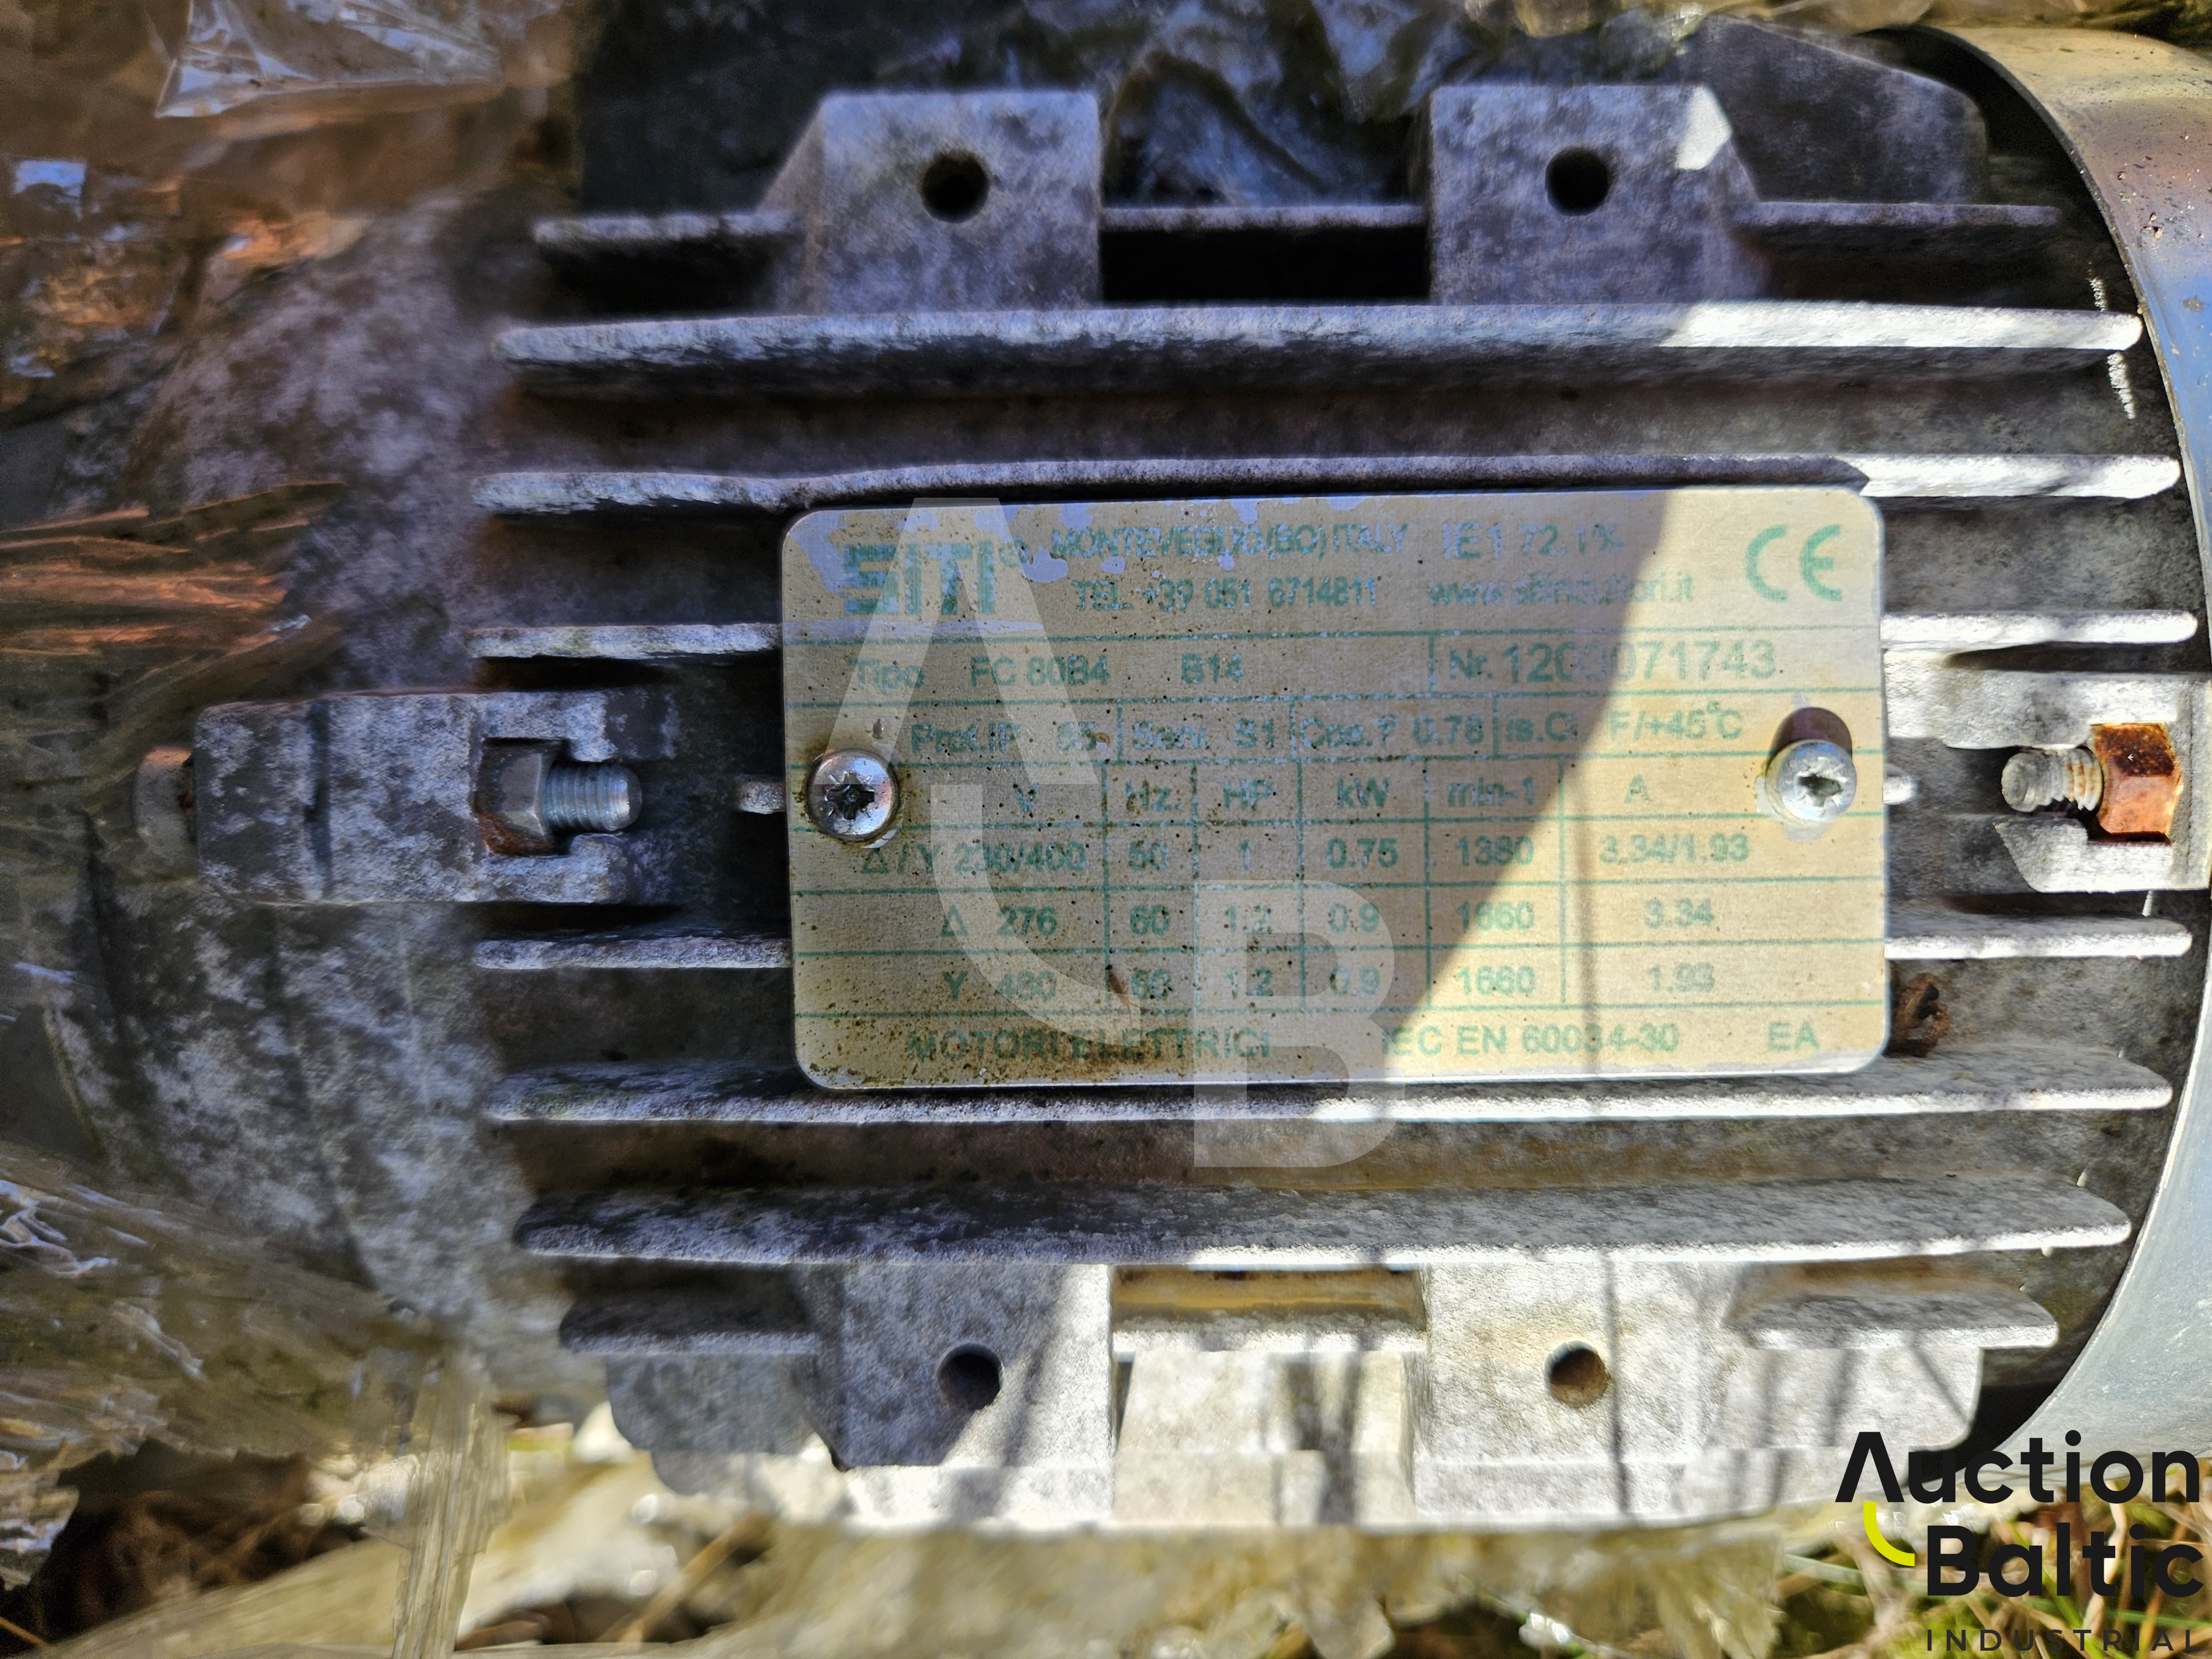 SITI® MONTEVEGLIO(BO) ITALY IE1 72.1% CE
TEL. +39 051 6714811
Tipo FC 80B4 B14 Nr.
Prot.IP. 55 Serv. S1 Cos.? 0.78 Is.Cl. F/+45°C
V Hz. HP kW min-1 A
Δ/Y 230/400 50 1 0.75 1380 3.34/1.93
Δ 276 60 1.2 0.9 1660 3.34
Y 480 60 1.2 0.9 1660 1.93
MOTORI ELETTRICI IEC EN 60034-30 EA
Auction
Baltic
INDUSTRIAL